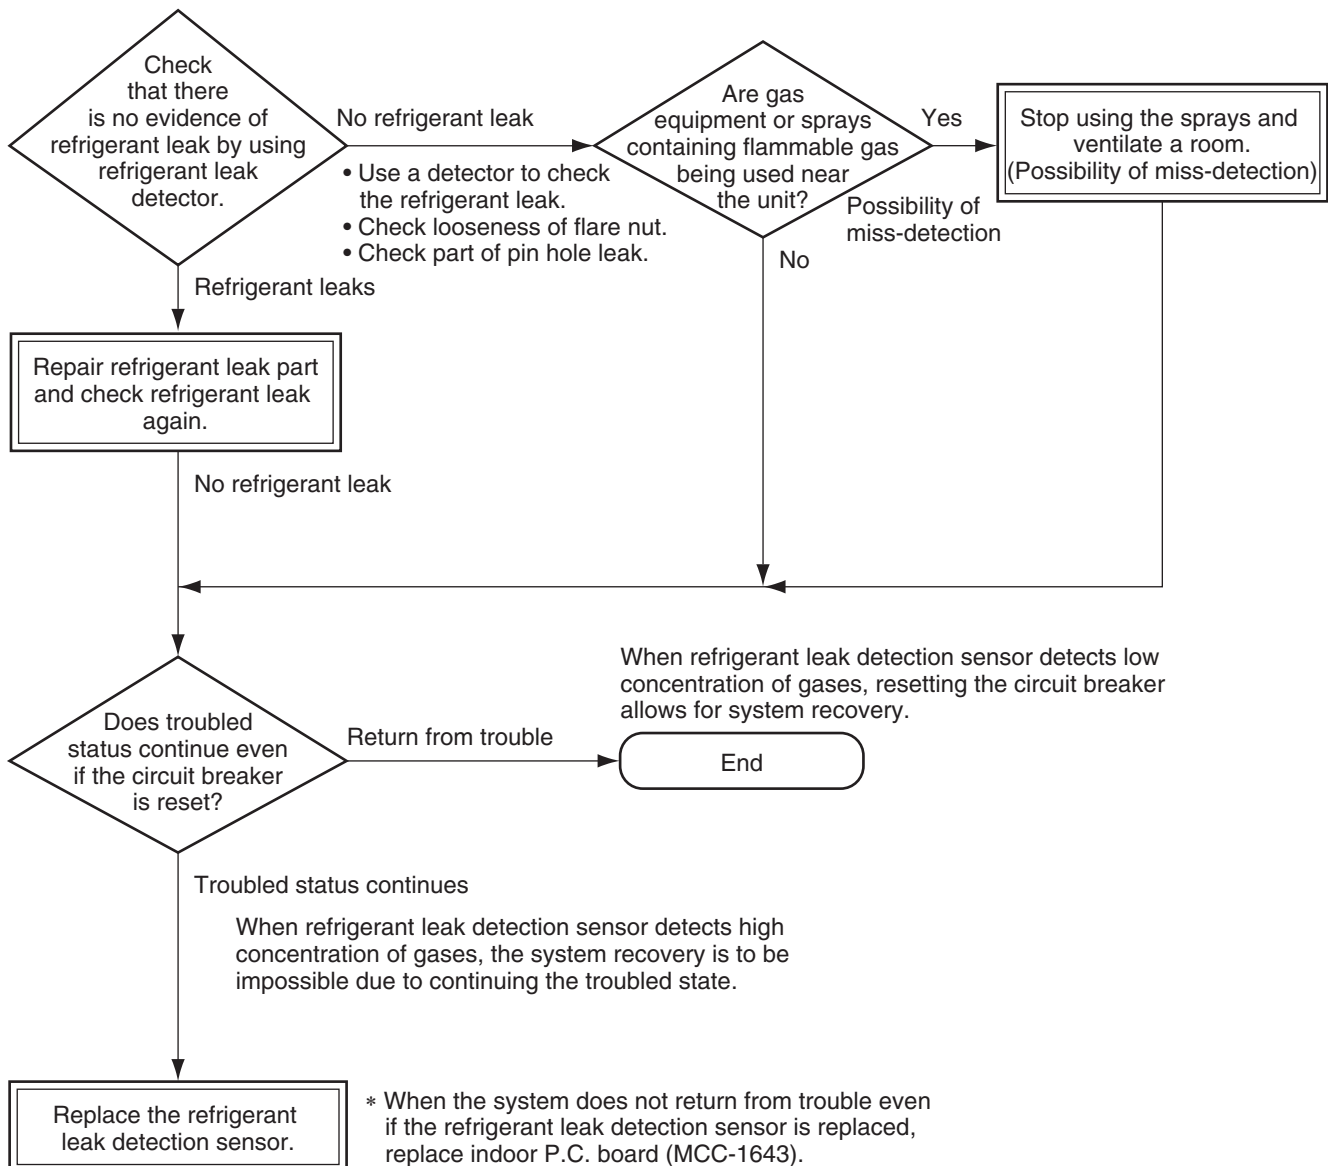 Check
that there
is no evidence of
refrigerant leak by using
refrigerant leak
detector.
No refrigerant leak
• Use a detector to check
the refrigerant leak.
• Check looseness of flare nut.
• Check part of pin hole leak.
Are gas
equipment or sprays
containing flammable gas
being used near
the unit?
Yes
Possibility of
miss-detection
Stop using the sprays and
ventilate a room.
(Possibility of miss-detection)
No
Refrigerant leaks
Repair refrigerant leak part
and check refrigerant leak
again.
No refrigerant leak
Does troubled
status continue even
if the circuit breaker
is reset?
Return from trouble
When refrigerant leak detection sensor detects low
concentration of gases, resetting the circuit breaker
allows for system recovery.
End
Troubled status continues
When refrigerant leak detection sensor detects high
concentration of gases, the system recovery is to be
impossible due to continuing the troubled state.
Replace the refrigerant
leak detection sensor.
* When the system does not return from trouble even
if the refrigerant leak detection sensor is replaced,
replace indoor P.C. board (MCC-1643).